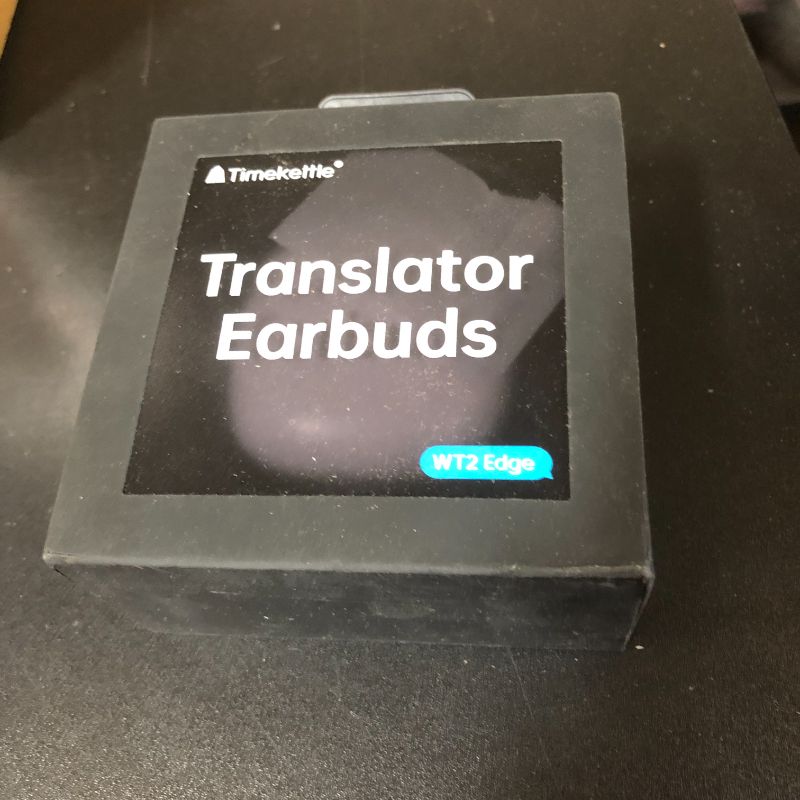 Timekettle
Translator
Earbuds
WT2 Edge